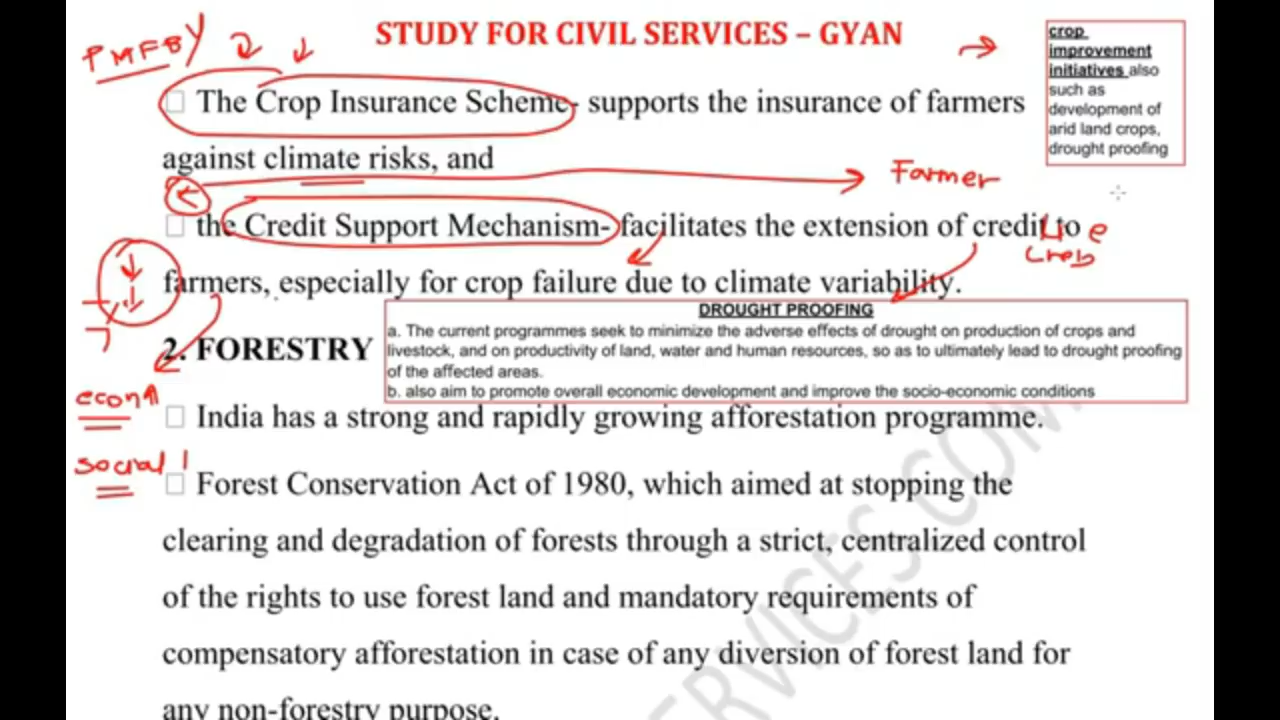 PMFBY
STUDY FOR CIVIL SERVICES – GYAN
crop
improvement
initiatives also
such as
development of
arid land crops,
drought proofing
The Crop Insurance Scheme- supports the insurance of farmers
against climate risks, and
Farmer
the Credit Support Mechanism- facilitates the extension of credit to
farmers, especially for crop failure due to climate variability.
DROUGHT PROOFING
a. The current programmes seek to minimize the adverse effects of drought on production of crops and
livestock, and on productivity of land, water and human resources, so as to ultimately lead to drought proofing
of the affected areas.
b. also aim to promote overall economic development and improve the socio-economic conditions
2. FORESTRY
econ
India has a strong and rapidly growing afforestation programme.
social
Forest Conservation Act of 1980, which aimed at stopping the
clearing and degradation of forests through a strict, centralized control
of the rights to use forest land and mandatory requirements of
compensatory afforestation in case of any diversion of forest land for
any non-forestry purpose.